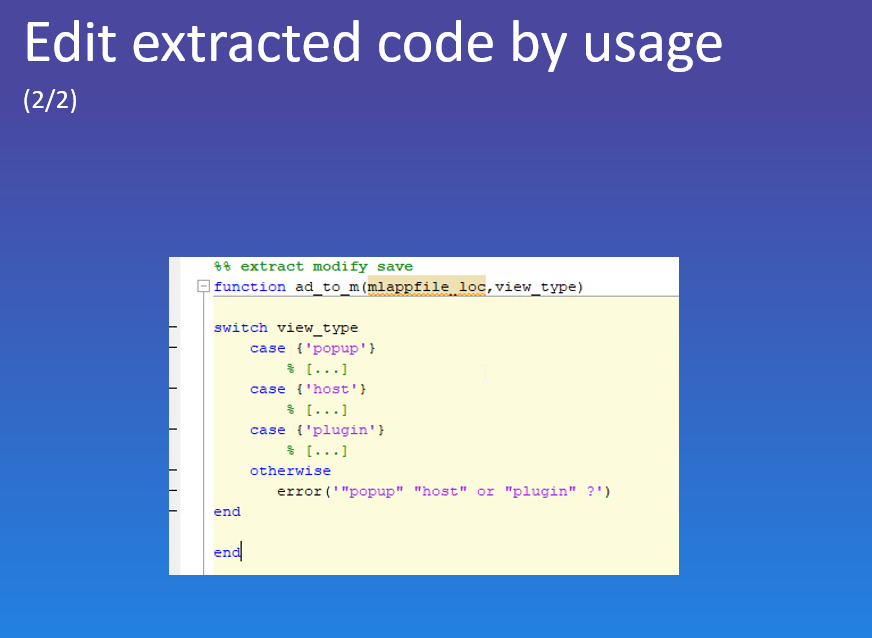 Edit extracted code by usage
(2/2)
%% extract modify save
function ad_to_m(mlappfile_loc,view_type)
switch view_type
case {'popup'}
% [...]
case {'host'}
% [...]
case {'plugin'}
% [...]
otherwise
error('"popup" "host" or "plugin" ?')
end
end